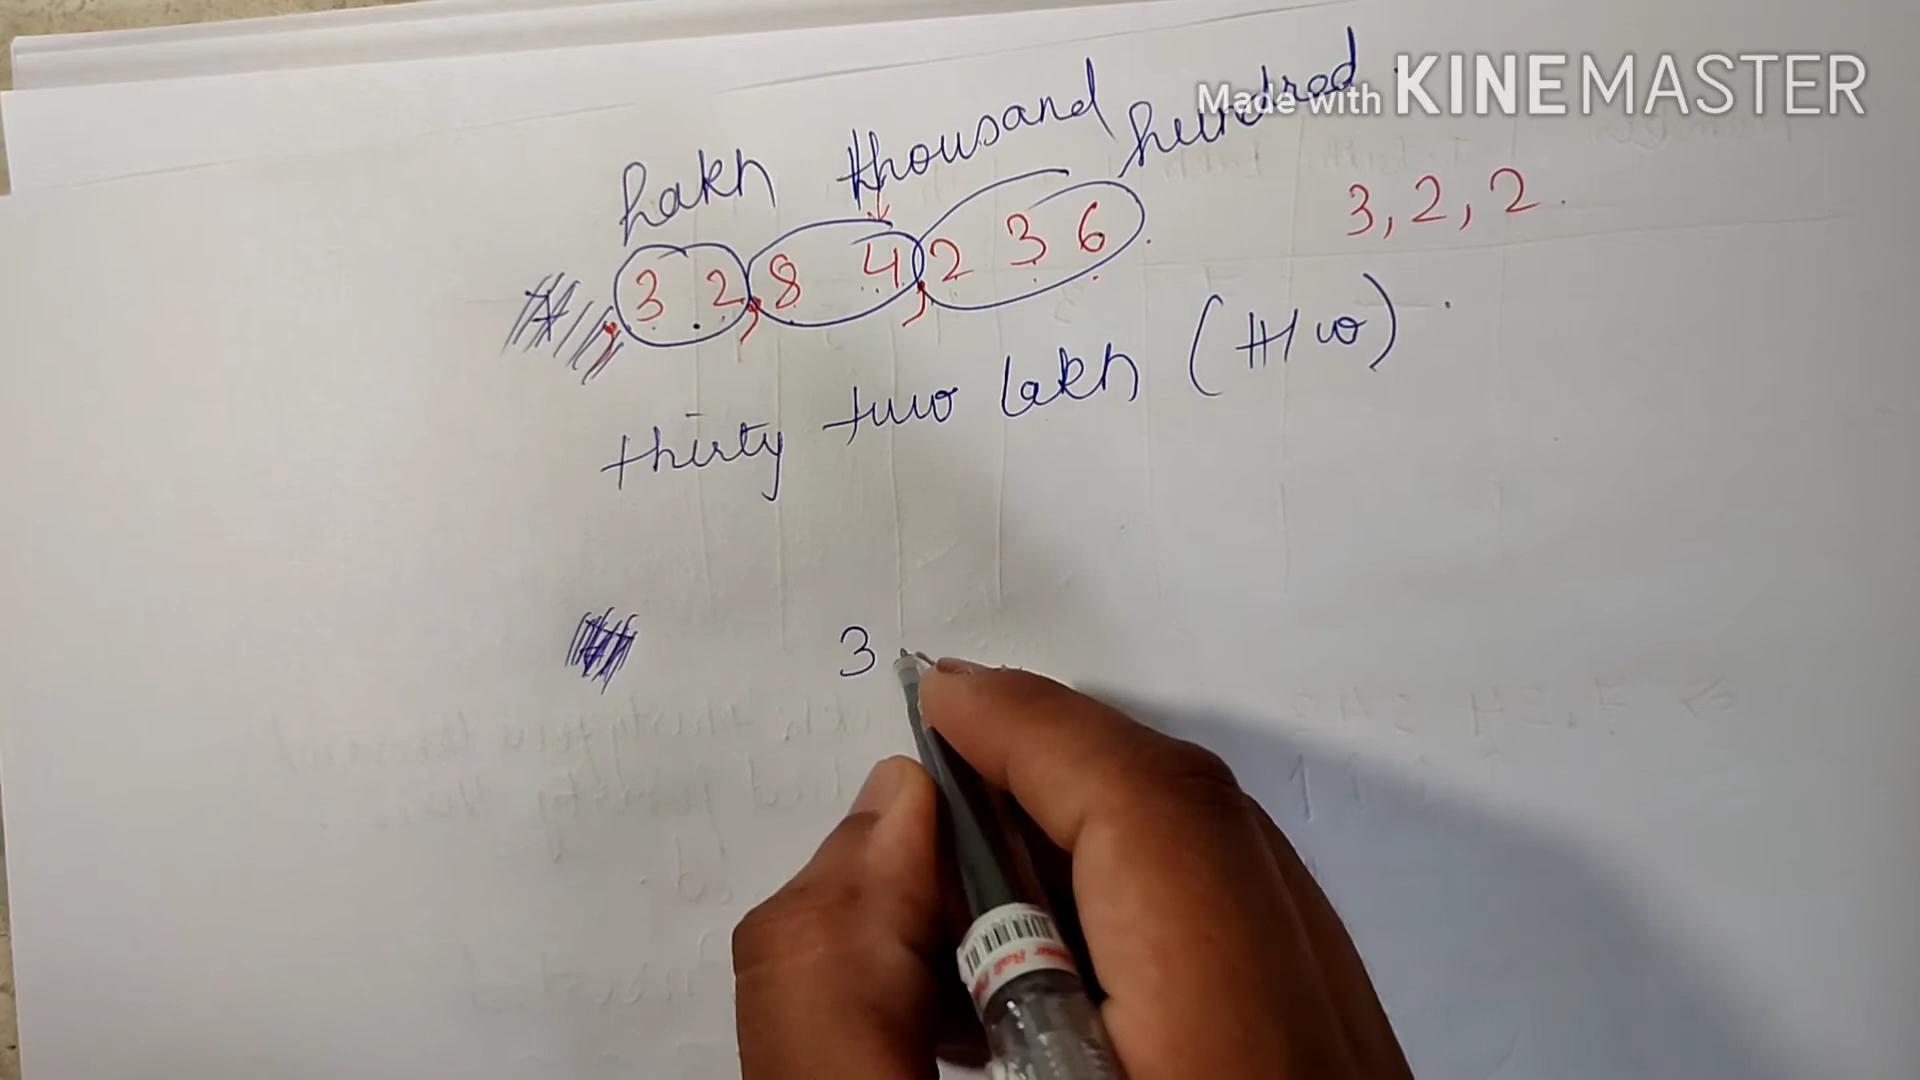 Made with KINEMASTER
Lakh thousand hundred
3 2, 8 4, 2 3 6.
3, 2, 2.
thirty two lakh (H w)
3